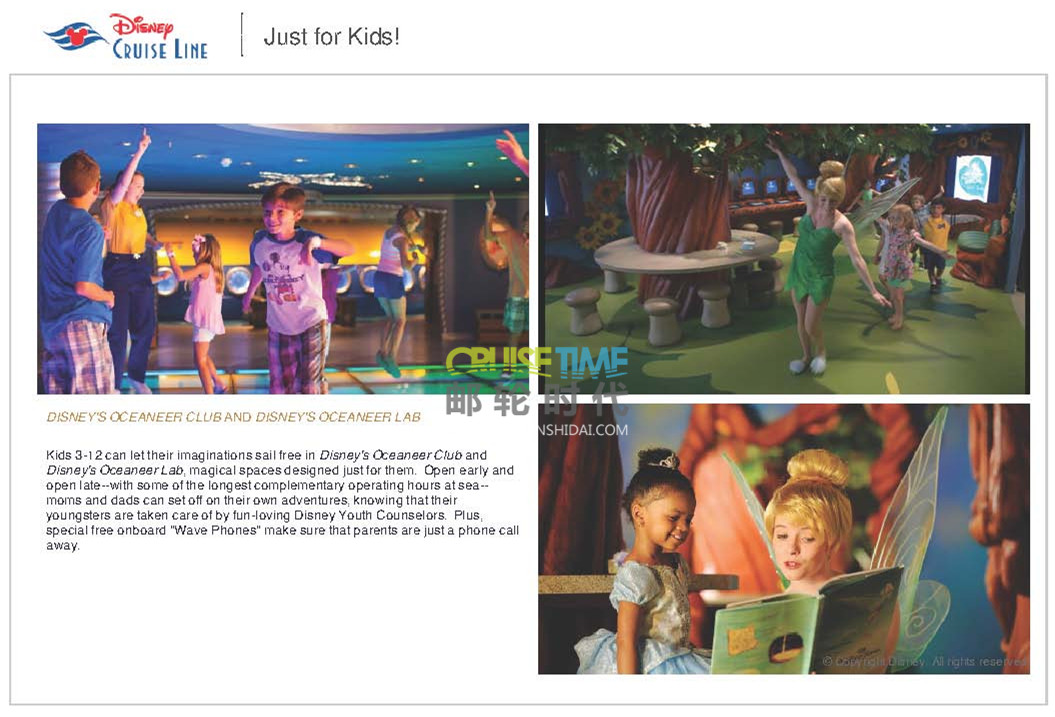 Disney
CRUISE LINE
Just for Kids!
CRUISETIME
邮轮时代
NSHIDAI.COM
DISNEY'S OCEANEER CLUB AND DISNEY'S OCEANEER LAB
Kids 3-12 can let their imaginations sail free in Disney's Oceaneer Club and
Disney's Oceaneer Lab, magical spaces designed just for them. Open early and
open late--with some of the longest complementary operating hours at sea--
moms and dads can set off on their own adventures, knowing that their
youngsters are taken care of by fun-loving Disney Youth Counselors. Plus,
special free onboard "Wave Phones" make sure that parents are just a phone call
away.
© Copyright Disney. All rights reserved